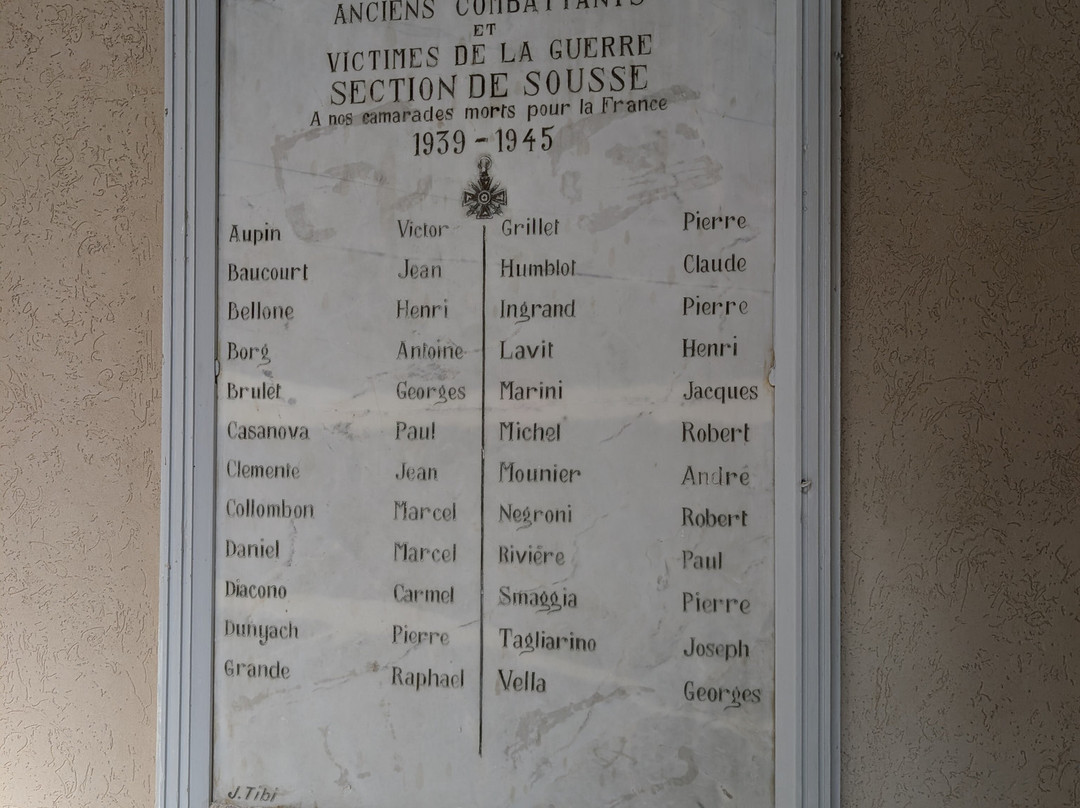 ANCIENS COMBATTANTS
ET
VICTIMES DE LA GUERRE
SECTION DE SOUSSE
A nos camarades morts pour la France
1939-1945
Aupin Victor
Baucourt Jean
Bellone Henri
Borg Antoine
Brulet Georges
Casanova Paul
Clemente Jean
Collombon Marcel
Daniel Marcel
Diacono Carmel
Dunyach Pierre
Grande Raphael
Grillet Pierre
Humblot Claude
Ingrand Pierre
Lavit Henri
Marini Jacques
Michel Robert
Mounier André
Negroni Robert
Riviére Paul
Smaggia Pierre
Tagliarino Joseph
Vella Georges
J. Tibi